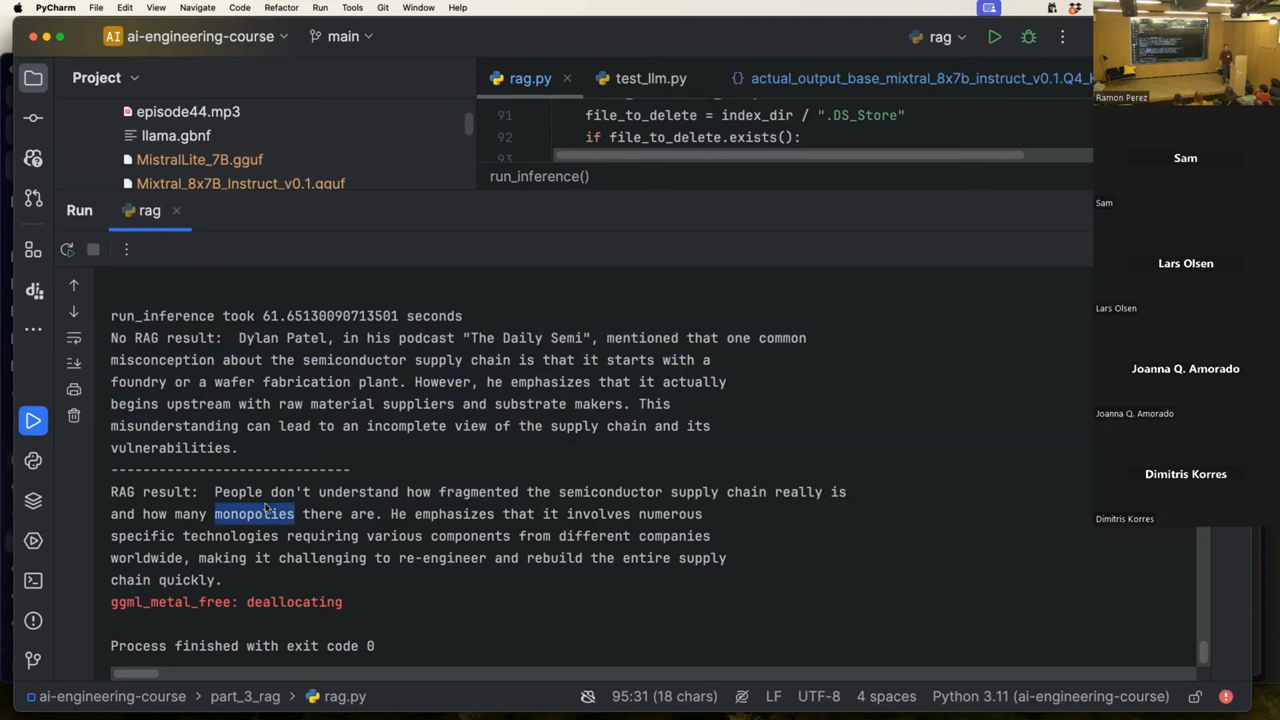 PyCharm File Edit View Navigate Code Refactor Run Tools Git Window Help
AI ai-engineering-course main rag
Project
rag.py test_llm.py actual_output_base_mixtral_8x7b_instruct_v0.1.Q4_K
episode44.mp3
llama.gbnf
MistralLite_7B.gguf
Mixtral_8x7B_Instruct_v0.1.gguf
91 file_to_delete = index_dir / ".DS_Store"
92 if file_to_delete.exists():
93
run_inference()
Run rag
run_inference took 61.65130090713501 seconds
No RAG result: Dylan Patel, in his podcast "The Daily Semi", mentioned that one common
misconception about the semiconductor supply chain is that it starts with a
foundry or a wafer fabrication plant. However, he emphasizes that it actually
begins upstream with raw material suppliers and substrate makers. This
misunderstanding can lead to an incomplete view of the supply chain and its
vulnerabilities.
------------------------------
RAG result: People don't understand how fragmented the semiconductor supply chain really is
and how many monopolies there are. He emphasizes that it involves numerous
specific technologies requiring various components from different companies
worldwide, making it challenging to re-engineer and rebuild the entire supply
chain quickly.
ggml_metal_free: deallocating
Process finished with exit code 0
ai-engineering-course part_3_rag rag.py 95:31 (18 chars) LF UTF-8 4 spaces Python 3.11 (ai-engineering-course)
Ramon Perez
Sam
Sam
Lars Olsen
Lars Olsen
Joanna Q. Amorado
Joanna Q. Amorado
Dimitris Korres
Dimitris Korres